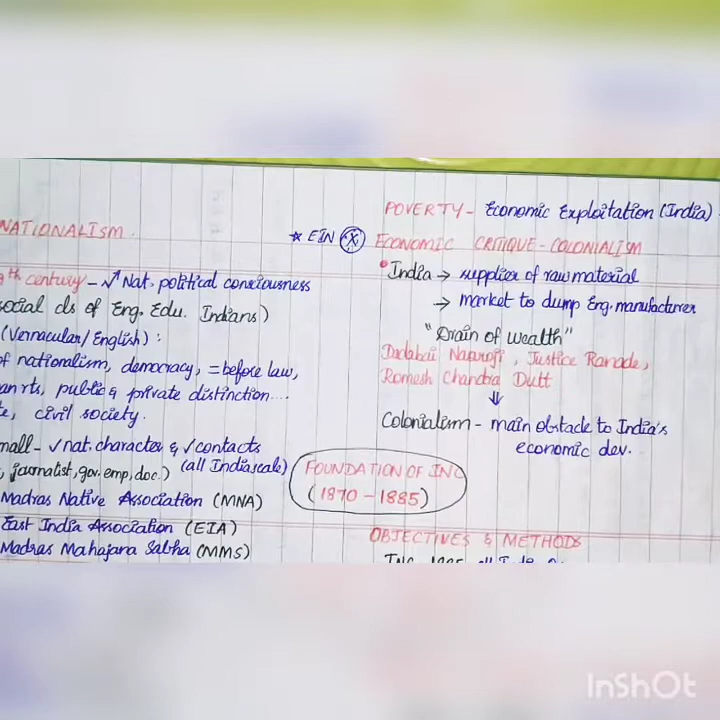 NATIONALISM.
9th century - Nat. political consciousness
social cls of Eng. Edu. Indians)
(Vernacular/English) :
of nationalism, democracy, = before law,
public & private distinction...
civil society.
mall - ✓ nat. character & ✓ contacts
journalist, gov. emp, doc.) (all India scale)
Madras Native Association (MNA)
East India Association (EIA)
Madras Mahajara Sabha (MMS)
FOUNDATION OF INC
(1870 - 1885)
POVERTY - Economic Exploitation (India)
* EIN (X) ECONOMIC CRITIQUE - COLONIALISM
• India → supplier of raw material
→ market to dump Eng. manufacturer
"Drain of wealth"
Dadabai Naoroji, Justice Ranade,
Romesh Chandra Dutt
⇓
Colonialism - main obstacle to India's
economic dev.
OBJECTIVES & METHODS
InShOt